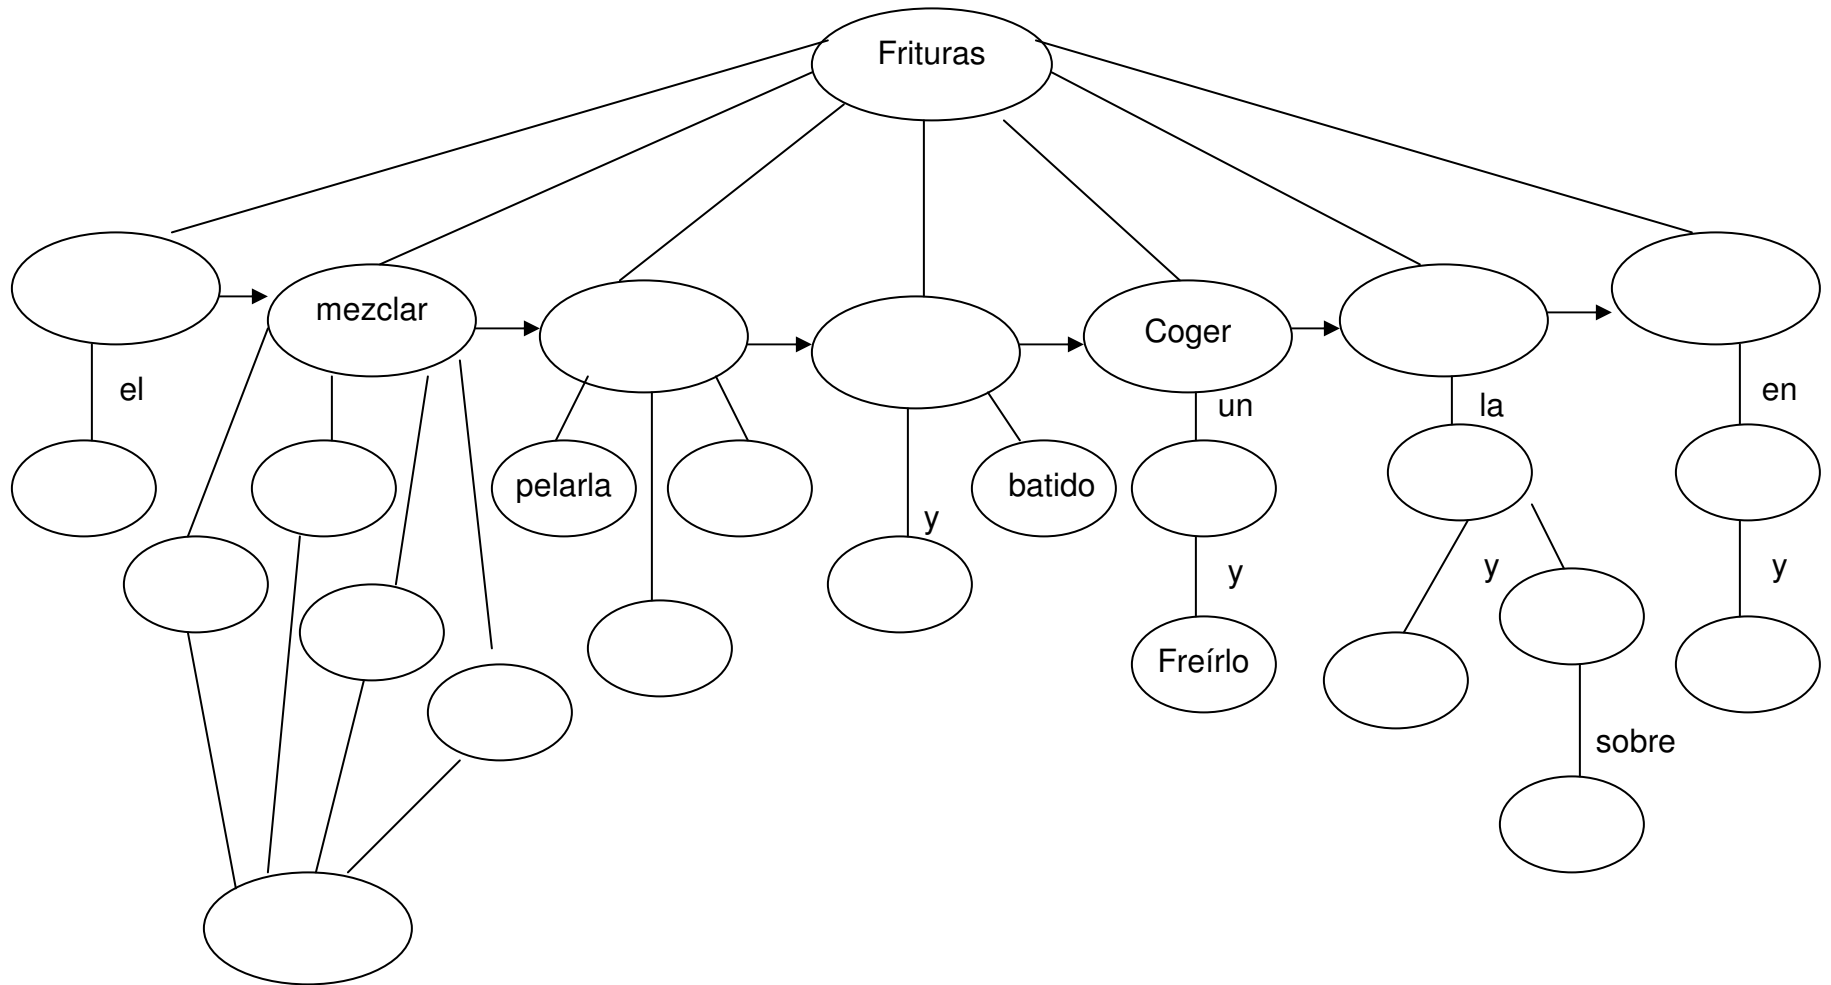 Frituras
mezclar
Coger
el
un
la
en
pelarla
batido
y
y
Freírlo
y
y
sobre